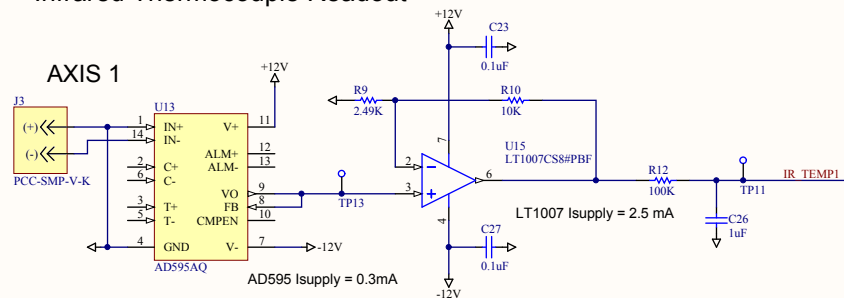 AXIS 1
J3
(+)
(-)
PCC-SMP-V-K
U13
1 IN+
14 IN-
2 C+
6 C-
3 T+
5 T-
4 GND
V+ 11
ALM+ 12
ALM- 13
VO 9
FB 8
CMPEN 10
V- 7
AD595AQ
+12V
-12V
TP13
AD595 Isupply = 0.3mA
R9
2.49K
R10
10K
+12V
C23
0.1uF
7
U15
LT1007CS8#PBF
2
3
6
4
LT1007 Isupply = 2.5 mA
C27
0.1uF
-12V
R12
100K
TP11
IR_TEMP1
C26
1uF